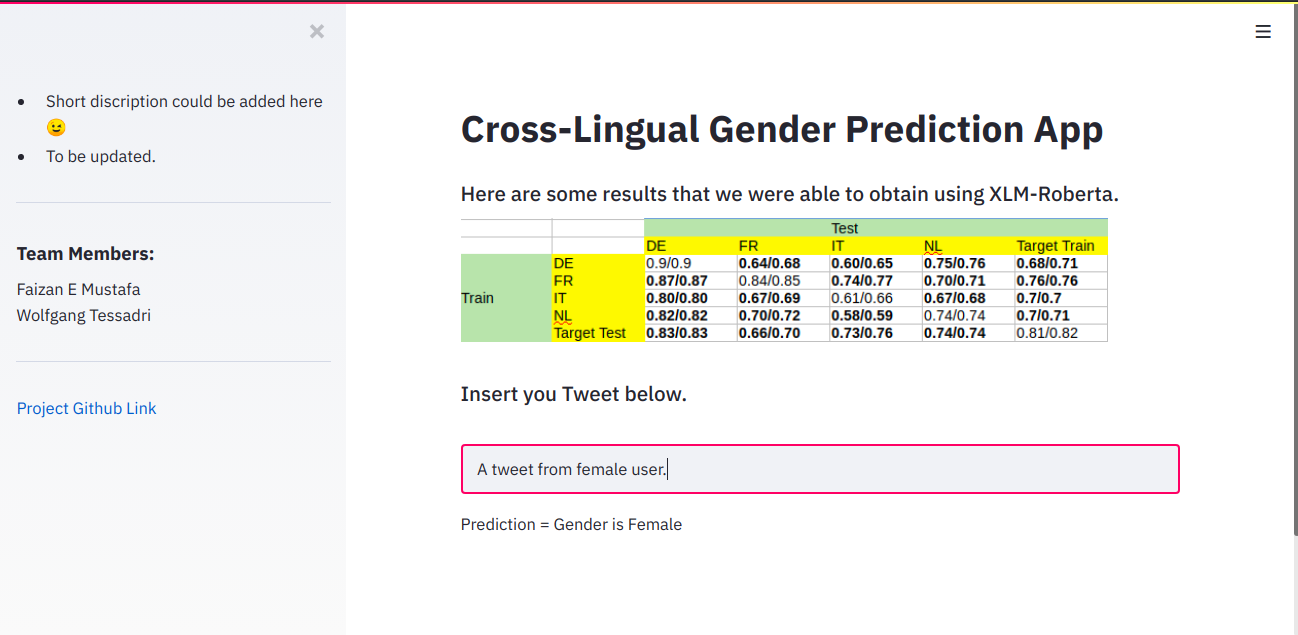 Short discription could be added here
😉
To be updated.
Team Members:
Faizan E Mustafa
Wolfgang Tessadri
Project Github Link
Cross-Lingual Gender Prediction App
Here are some results that we were able to obtain using XLM-Roberta.
Test
DE FR IT NL Target Train
DE 0.9/0.9 0.64/0.68 0.60/0.65 0.75/0.76 0.68/0.71
FR 0.87/0.87 0.84/0.85 0.74/0.77 0.70/0.71 0.76/0.76
Train IT 0.80/0.80 0.67/0.69 0.61/0.66 0.67/0.68 0.7/0.7
NL 0.82/0.82 0.70/0.72 0.58/0.59 0.74/0.74 0.7/0.71
Target Test 0.83/0.83 0.66/0.70 0.73/0.76 0.74/0.74 0.81/0.82
Insert you Tweet below.
A tweet from female user.
Prediction = Gender is Female